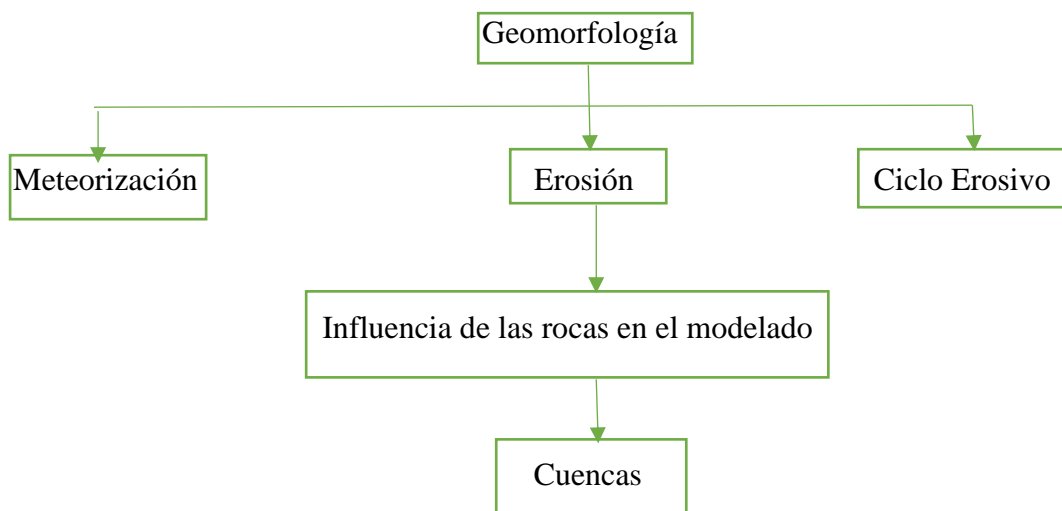 Geomorfología
Meteorización
Erosión
Ciclo Erosivo
Influencia de las rocas en el modelado
Cuencas